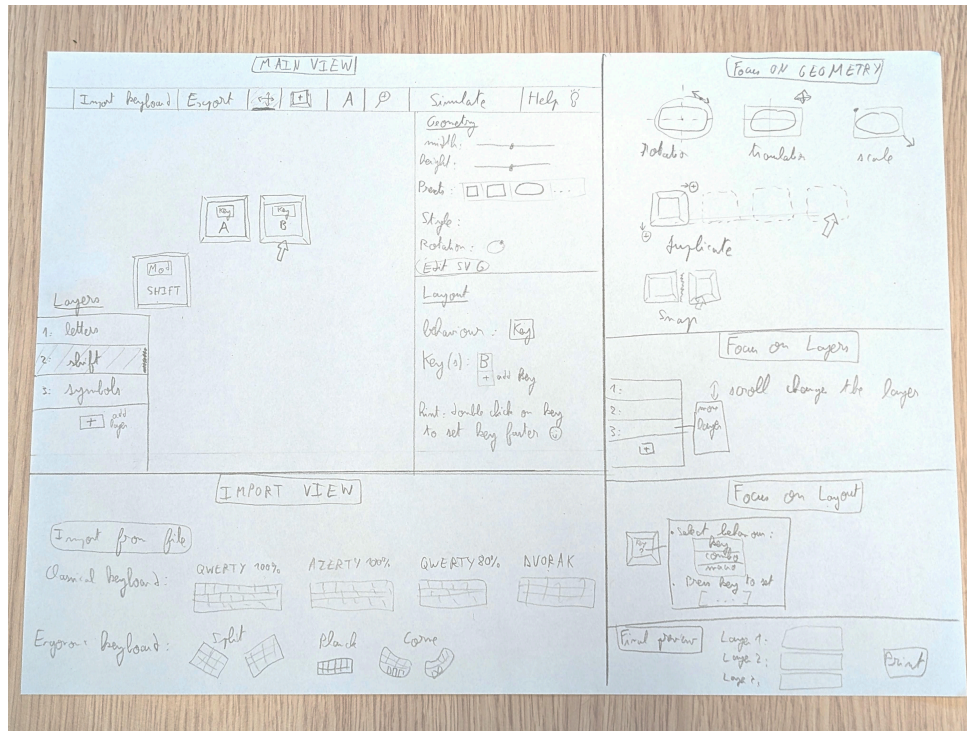 MAIN VIEW
Import Keyboard Export A Simulate Help
Geometry
width:
height:
...
Style:
Rotation:
Edit SVG
Key Key
A B
Mod
SHIFT
Layers
1: letters
2: shift
3: symbols
+ add layer
Layout
behaviour: Key
Key(s): B
+ add key
Hint: double click on key
to set key faster
IMPORT VIEW
Import from file
Classical keyboard:
QWERTY 100% AZERTY 100% QWERTY 80% DVORAK
Ergonomic keyboard:
Split Planck Corne
Focus ON GEOMETRY
Rotation translation scale
duplicate
Snap
Focus on Layers
1:
2:
3:
+
scroll change the layer
Focus on Layout
Key
?
• Select behaviour:
Key
combo
macro
• Press key to set
[...]
Final preview
Layer 1:
Layer 2:
Print